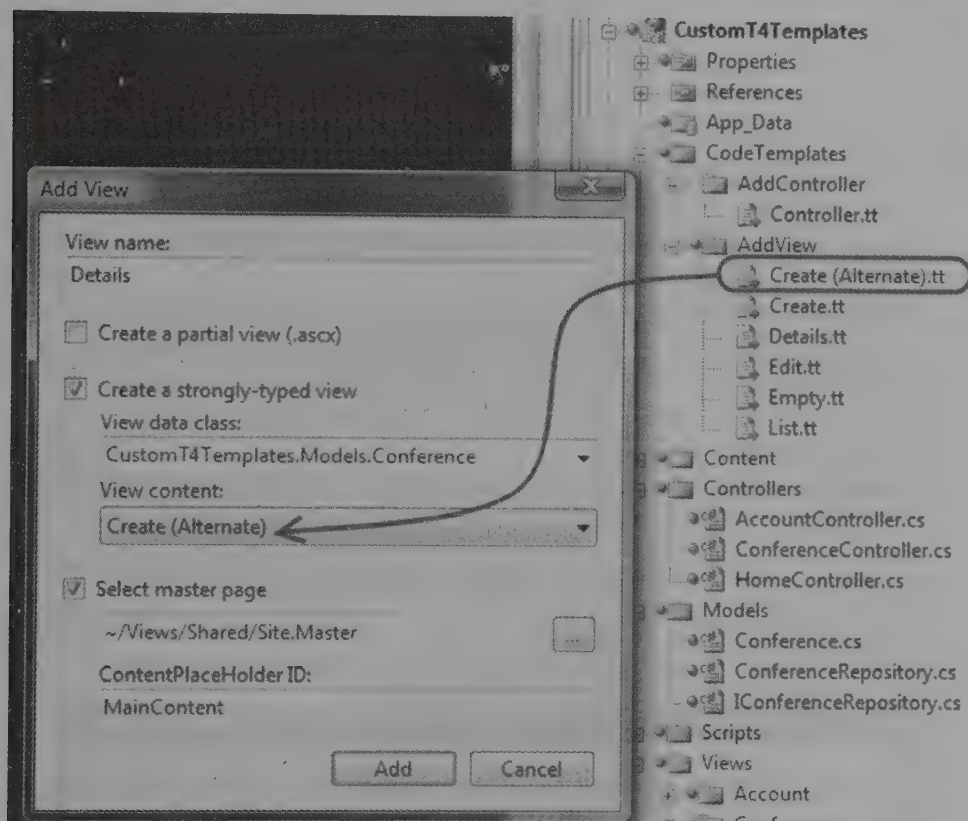 Add View
View name:
Details
Create a partial view (.ascx)
Create a strongly-typed view
View data class:
CustomT4Templates.Models.Conference
View content:
Create (Alternate)
Select master page
~/Views/Shared/Site.Master
...
ContentPlaceHolder ID:
MainContent
Add
Cancel
CustomT4Templates
Properties
References
App_Data
CodeTemplates
AddController
Controller.tt
AddView
Create (Alternate).tt
Create.tt
Details.tt
Edit.tt
Empty.tt
List.tt
Content
Controllers
AccountController.cs
ConferenceController.cs
HomeController.cs
Models
Conference.cs
ConferenceRepository.cs
IConferenceRepository.cs
Scripts
Views
Account